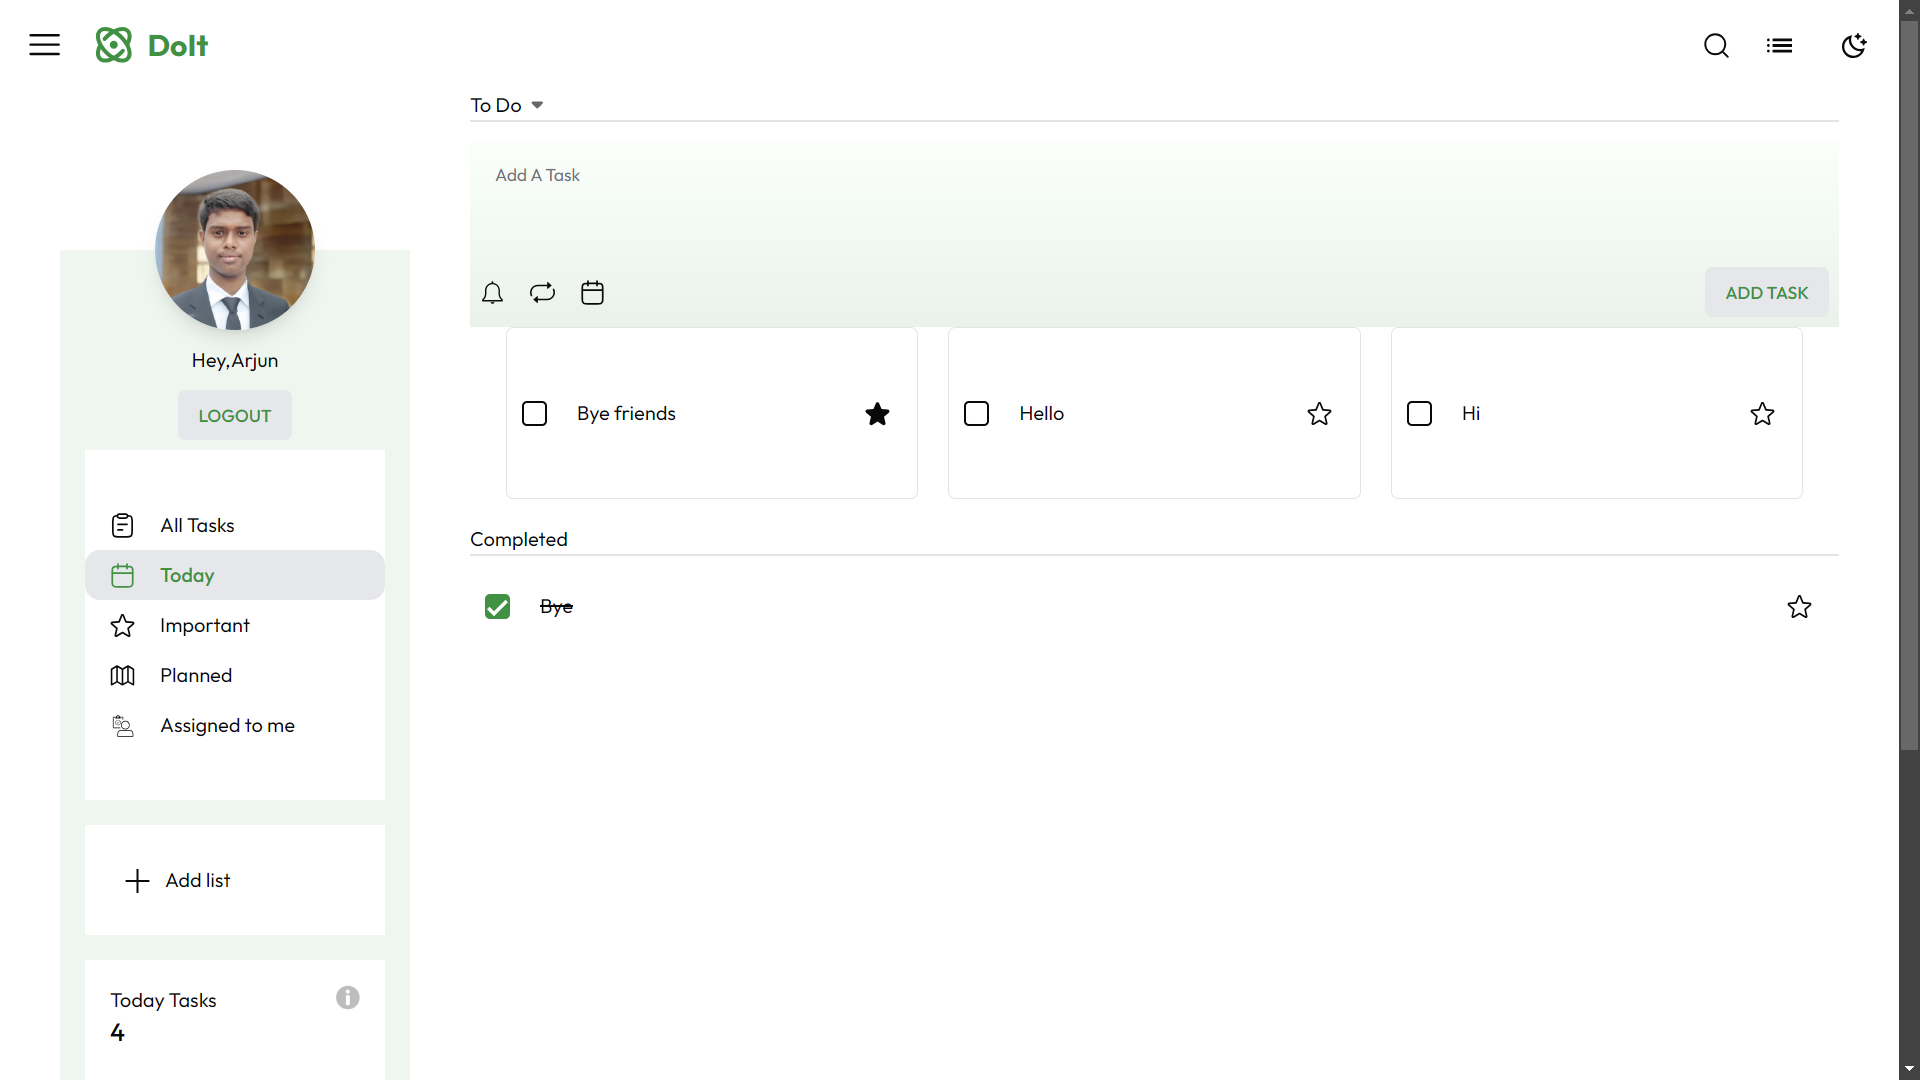 DoIt
To Do
Add A Task
ADD TASK
Hey,Arjun
LOGOUT
All Tasks
Today
Important
Planned
Assigned to me
Add list
Today Tasks
4
Bye friends
Hello
Hi
Completed
Bye